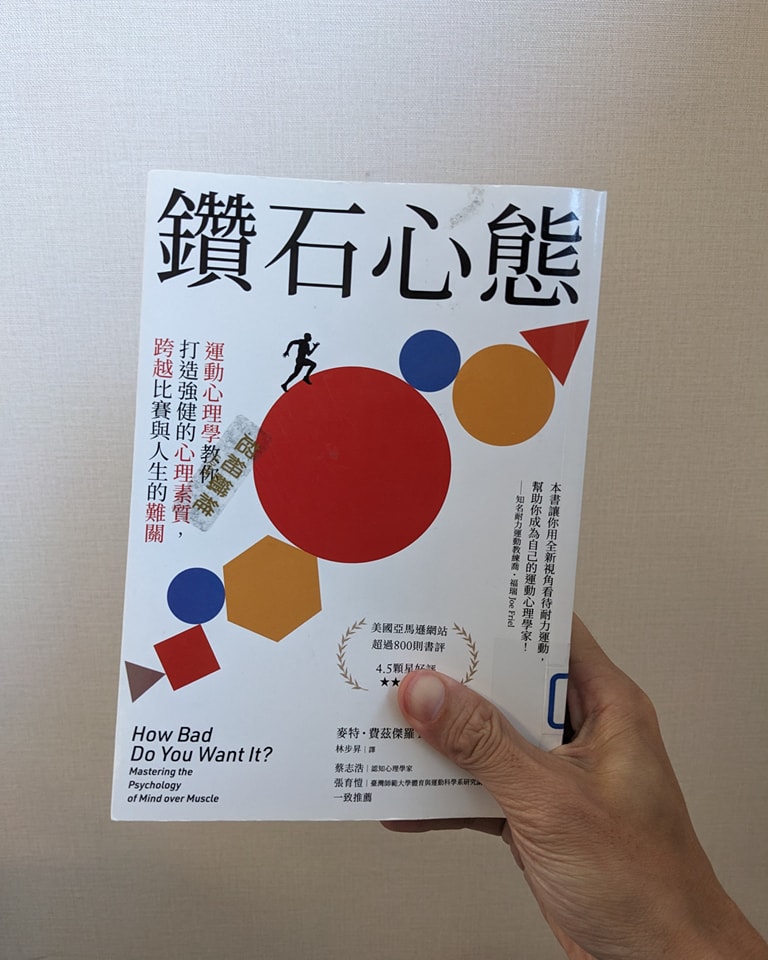 鑽石心態
運動心理學教你
打造強健的心理素質，
跨越比賽與人生的難關
本書讓你用全新視角看待耐力運動，
幫助你成為自己的運動心理學家！
——知名耐力運動教練喬・福瑞 Joe Friel
美國亞馬遜網站
超過800則書評
4.5顆星好評
★★
How Bad
Do You Want It?
Mastering the
Psychology
of Mind over Muscle
麥特・費茲傑羅
林步昇｜譯
蔡志浩｜認知心理學家
張育愷｜臺灣師範大學體育與運動科學系研究
一致推薦